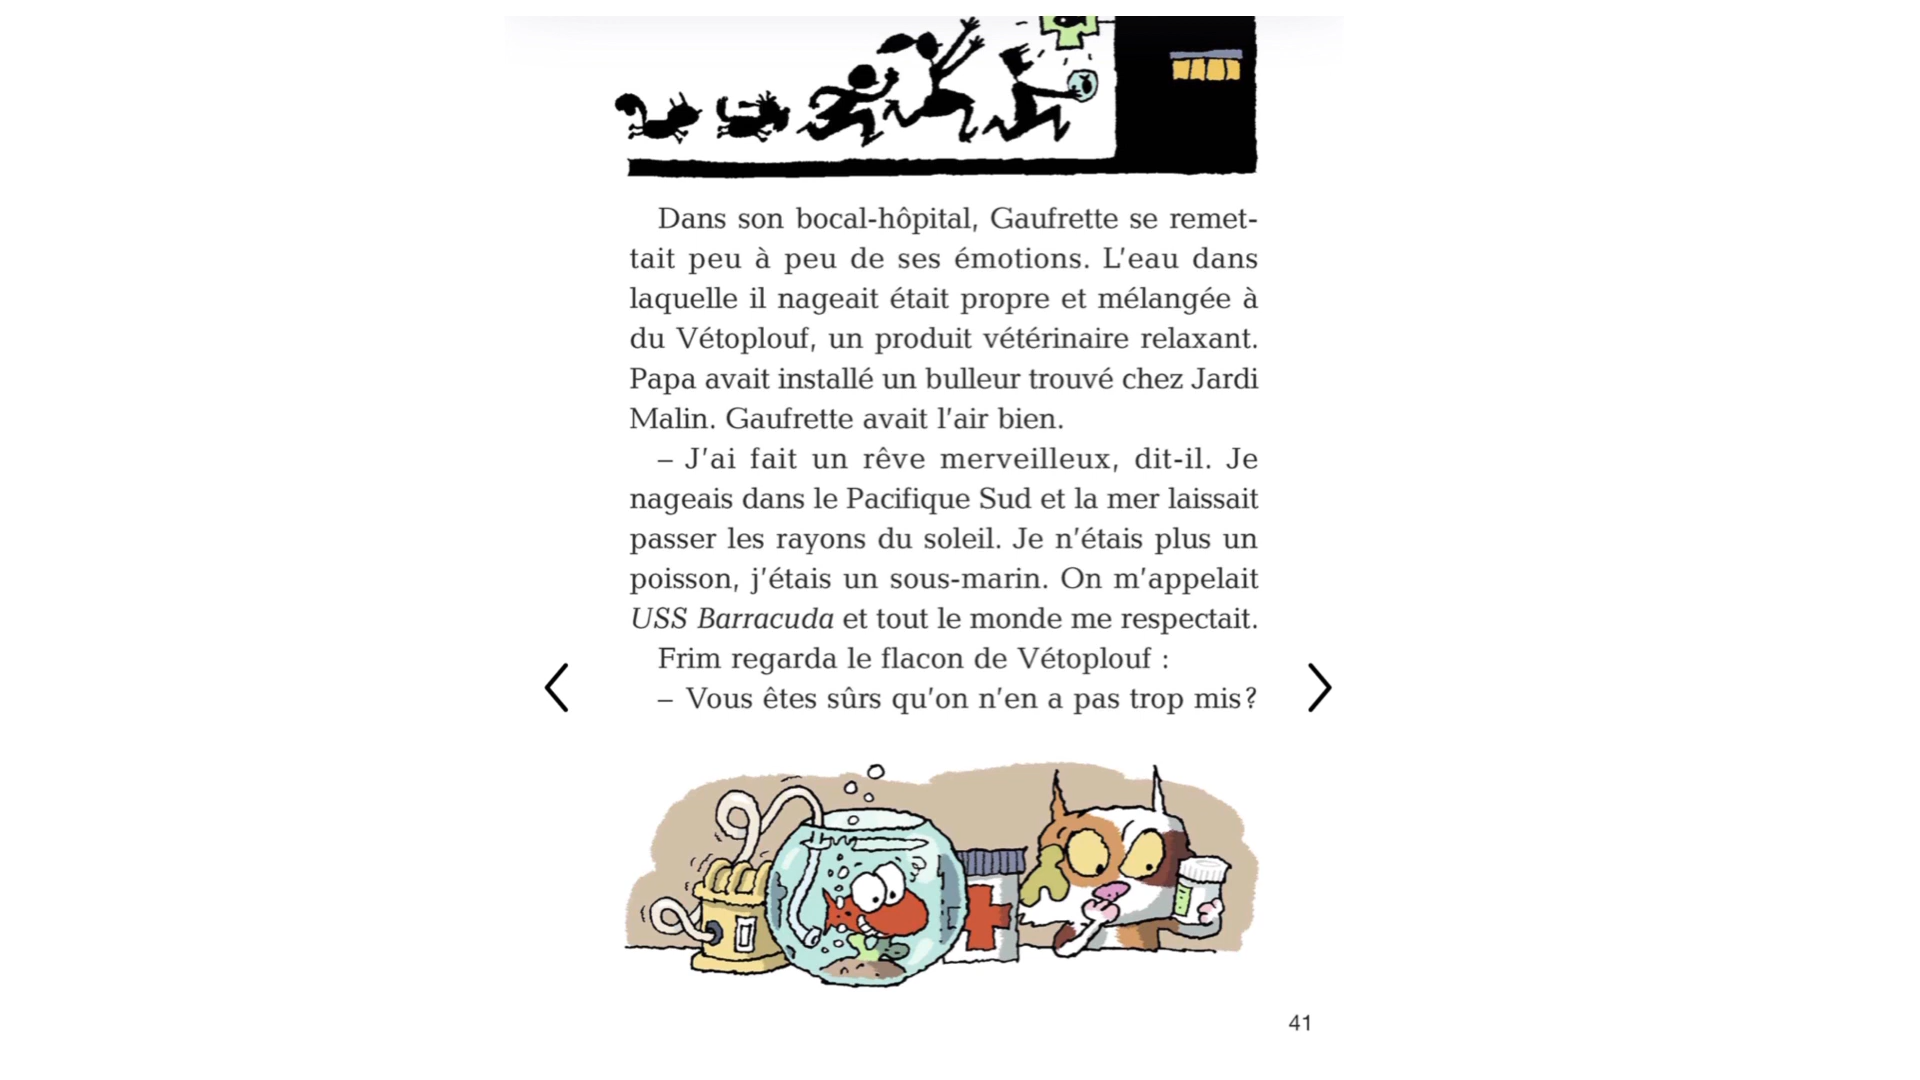 Dans son bocal-hôpital, Gaufrette se remet-
tait peu à peu de ses émotions. L’eau dans
laquelle il nageait était propre et mélangée à
du Vétoplouf, un produit vétérinaire relaxant.
Papa avait installé un bulleur trouvé chez Jardi
Malin. Gaufrette avait l’air bien.
– J’ai fait un rêve merveilleux, dit-il. Je
nageais dans le Pacifique Sud et la mer laissait
passer les rayons du soleil. Je n’étais plus un
poisson, j’étais un sous-marin. On m’appelait
USS Barracuda et tout le monde me respectait.
Frim regarda le flacon de Vétoplouf :
– Vous êtes sûrs qu’on n’en a pas trop mis ?
41